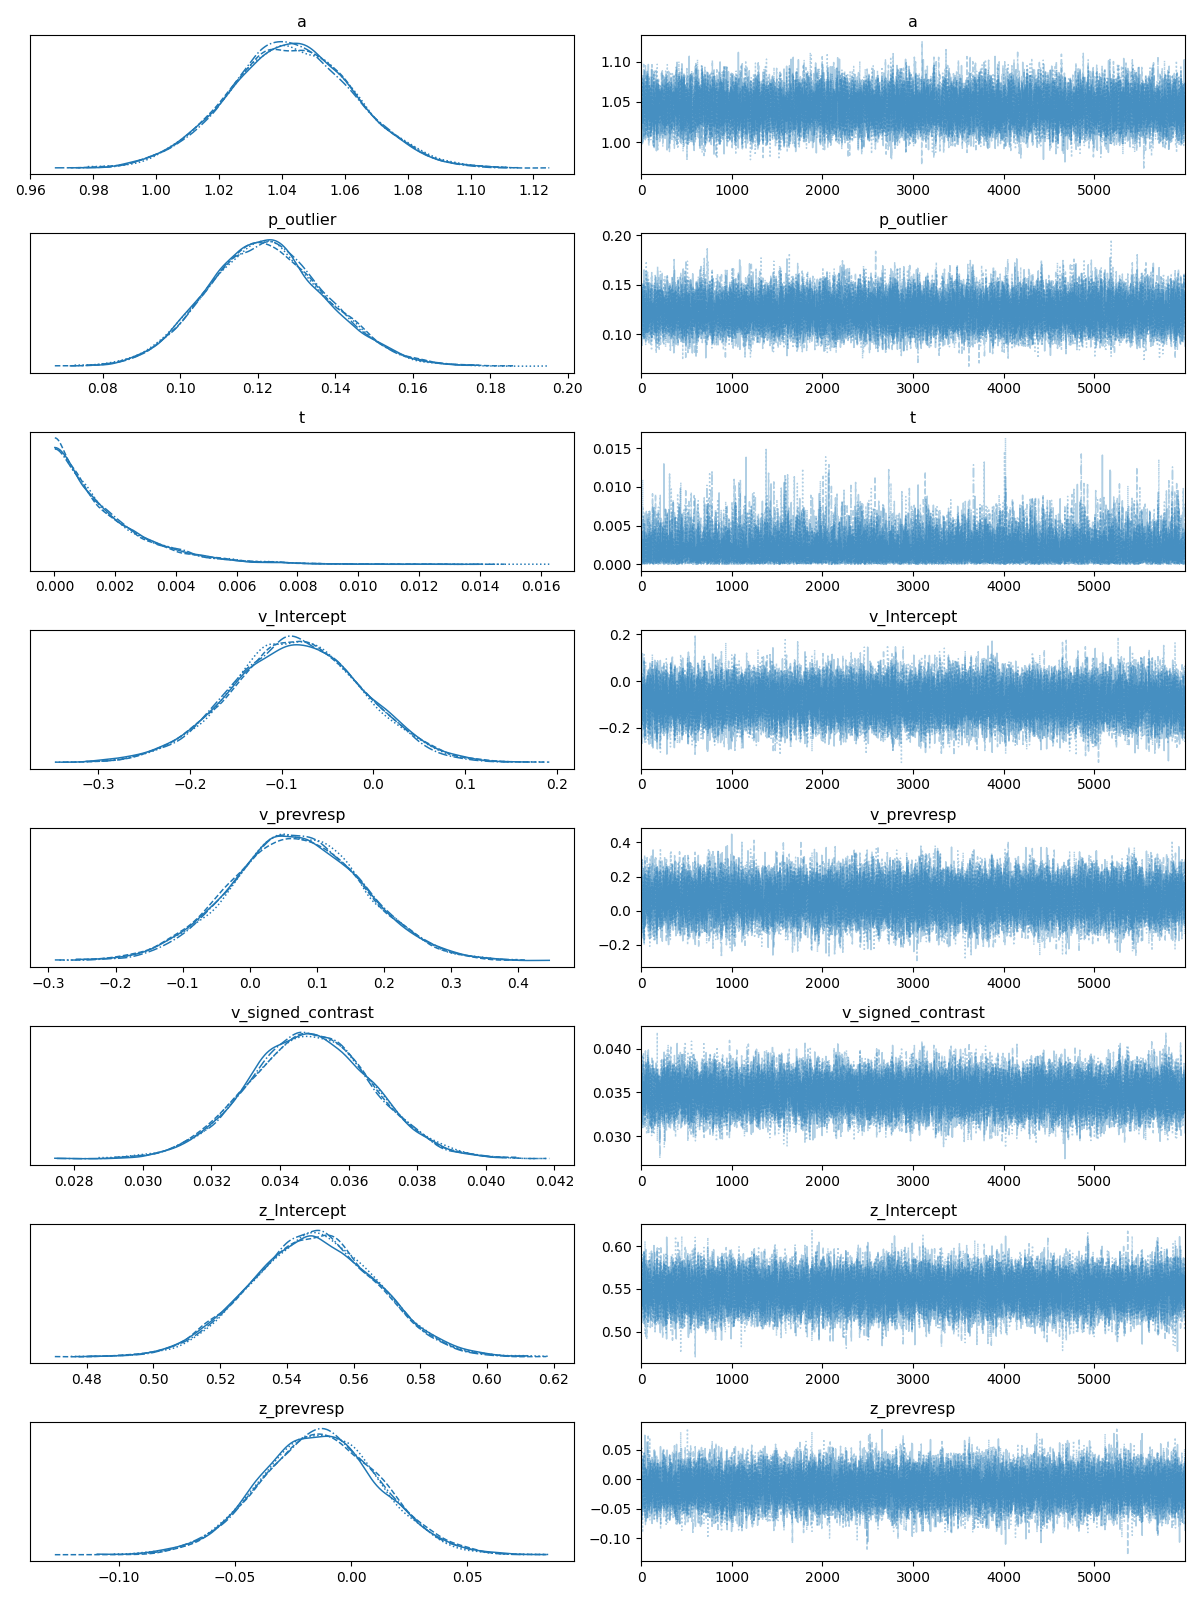 a a
1.10
1.05
1.00
0.96 0.98 1.00 1.02 1.04 1.06 1.08 1.10 1.12 0 1000 2000 3000 4000 5000
p_outlier p_outlier
0.20
0.15
0.10
0.08 0.10 0.12 0.14 0.16 0.18 0.20 0 1000 2000 3000 4000 5000
t t
0.015
0.010
0.005
0.000
0.000 0.002 0.004 0.006 0.008 0.010 0.012 0.014 0.016 0 1000 2000 3000 4000 5000
v_Intercept v_Intercept
0.2
0.0
−0.2
−0.3 −0.2 −0.1 0.0 0.1 0.2 0 1000 2000 3000 4000 5000
v_prevresp v_prevresp
0.4
0.2
0.0
−0.2
−0.3 −0.2 −0.1 0.0 0.1 0.2 0.3 0.4 0 1000 2000 3000 4000 5000
v_signed_contrast v_signed_contrast
0.040
0.035
0.030
0.028 0.030 0.032 0.034 0.036 0.038 0.040 0.042 0 1000 2000 3000 4000 5000
z_Intercept z_Intercept
0.60
0.55
0.50
0.48 0.50 0.52 0.54 0.56 0.58 0.60 0.62 0 1000 2000 3000 4000 5000
z_prevresp z_prevresp
0.05
0.00
−0.05
−0.10
−0.10 −0.05 0.00 0.05 0 1000 2000 3000 4000 5000